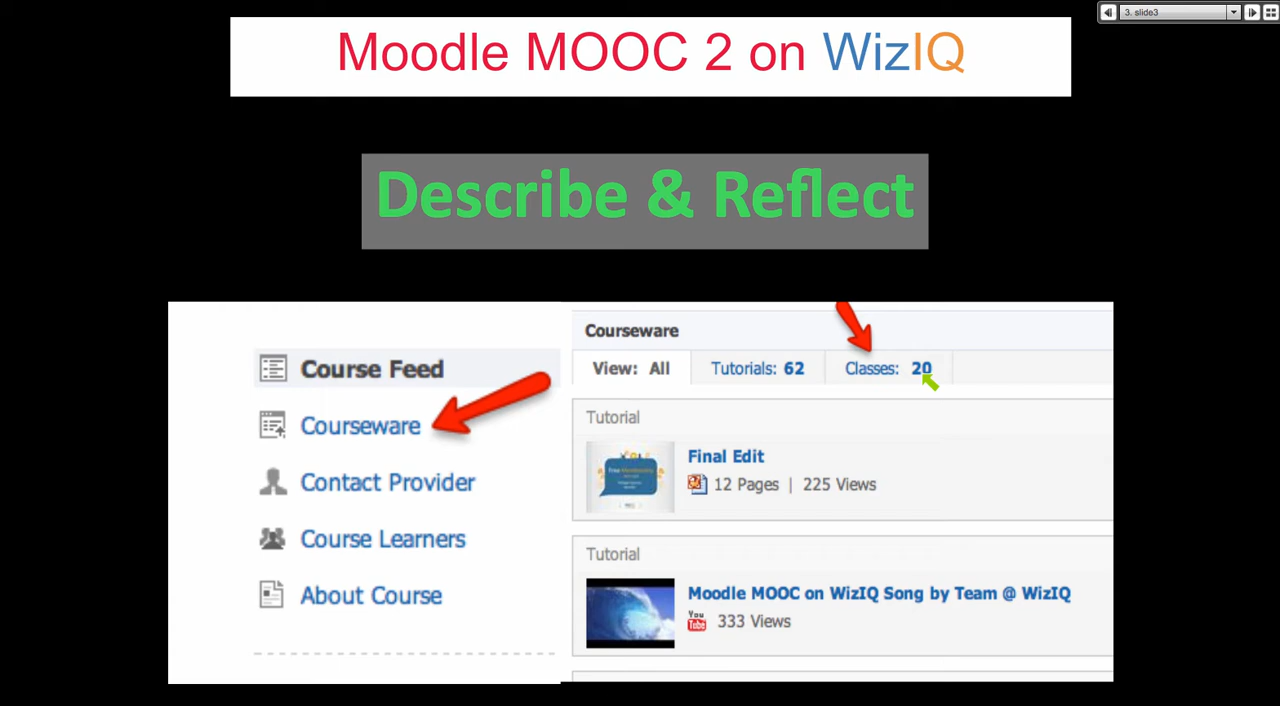 3. slide3
Moodle MOOC 2 on WizIQ
Describe & Reflect
Course Feed
Courseware
Contact Provider
Course Learners
About Course
Courseware
View: All Tutorials: 62 Classes: 20
Tutorial
Final Edit
12 Pages | 225 Views
Tutorial
Moodle MOOC on WizIQ Song by Team @ WizIQ
You
Tube
333 Views